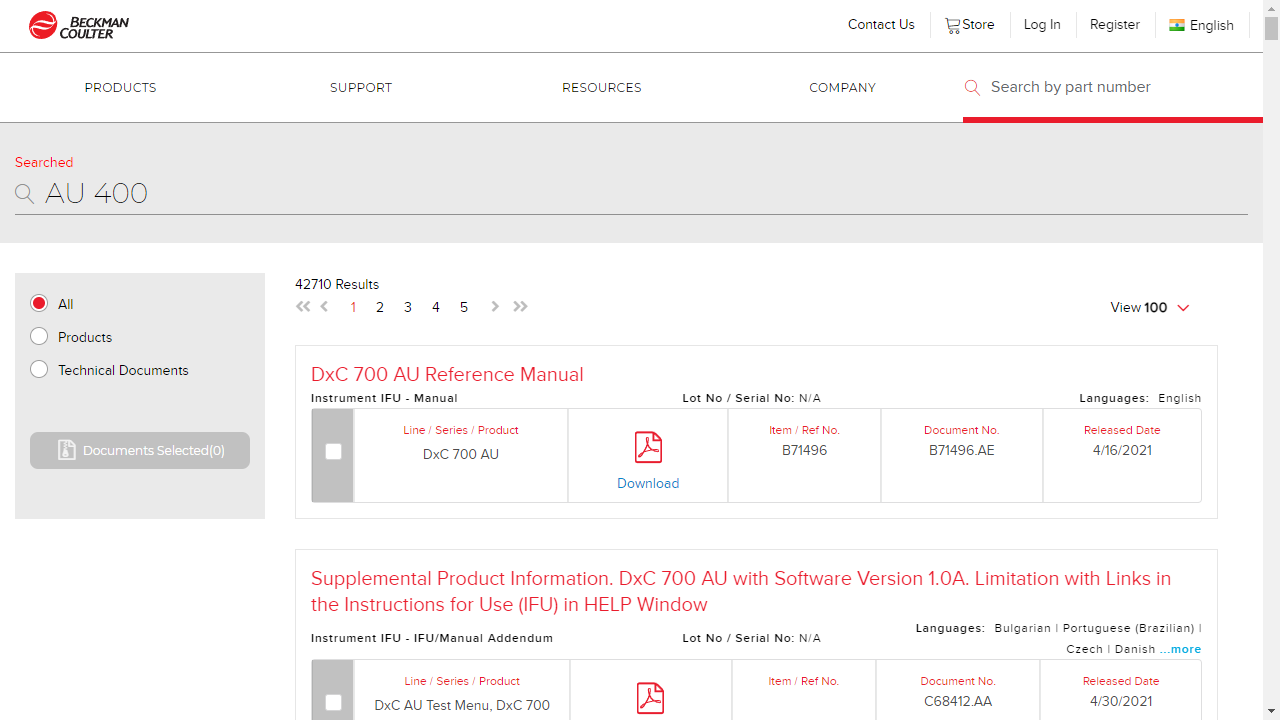 BECKMAN
COULTER
Contact Us
Store
Log In
Register
English
PRODUCTS
SUPPORT
RESOURCES
COMPANY
Search by part number
Searched
AU 400
All
Products
Technical Documents
Documents Selected(0)
42710 Results
1 2 3 4 5
View 100
DxC 700 AU Reference Manual
Instrument IFU - Manual
Lot No / Serial No: N/A
Languages: English
Line / Series / Product
DxC 700 AU
Download
Item / Ref No.
B71496
Document No.
B71496.AE
Released Date
4/16/2021
Supplemental Product Information. DxC 700 AU with Software Version 1.0A. Limitation with Links in
the Instructions for Use (IFU) in HELP Window
Instrument IFU - IFU/Manual Addendum
Lot No / Serial No: N/A
Languages: Bulgarian | Portuguese (Brazilian) |
Czech | Danish ...more
Line / Series / Product
DxC AU Test Menu, DxC 700
Item / Ref No.
Document No.
C68412.AA
Released Date
4/30/2021